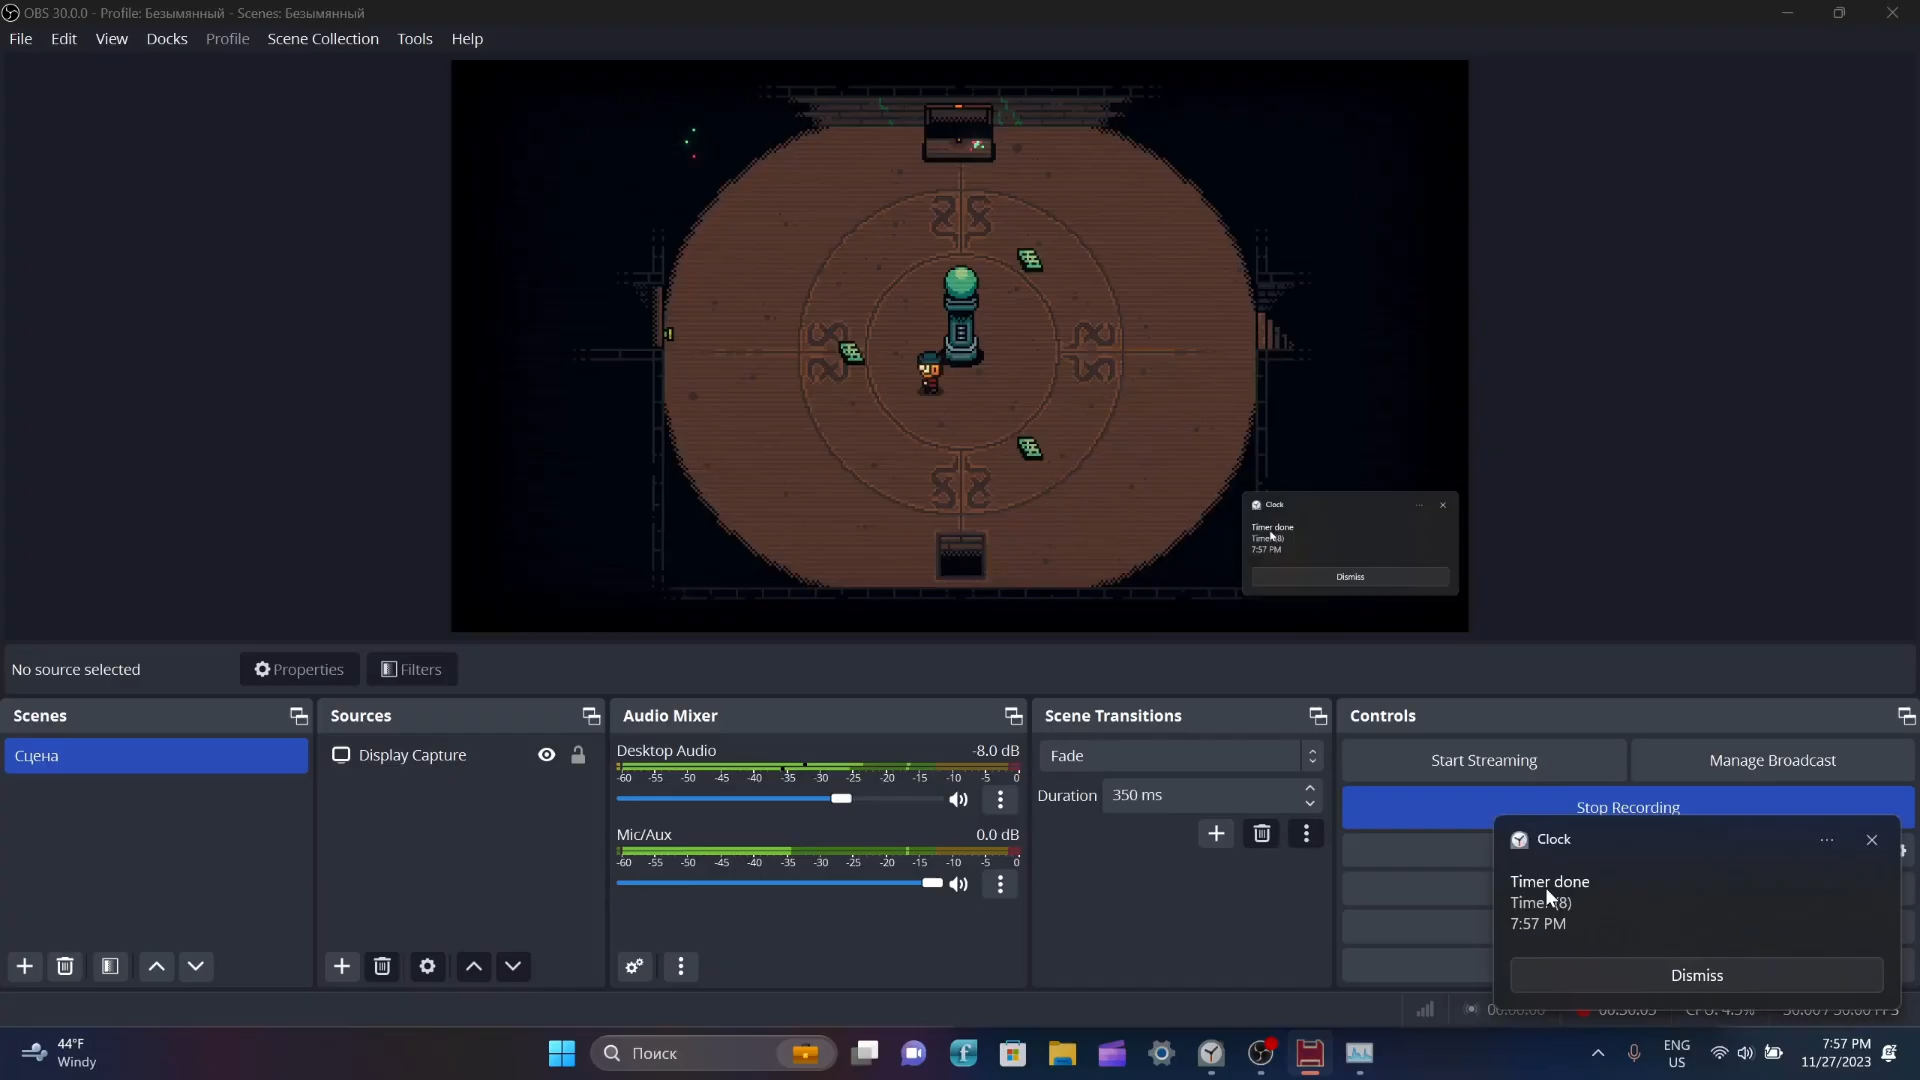 OBS 30.0.0 - Profile: Безымянный - Scenes: Безымянный
File Edit View Docks Profile Scene Collection Tools Help
Clock
Timer done
7:57 PM
Dismiss
No source selected Properties Filters
Scenes Sources Audio Mixer Scene Transitions Controls
Сцена
Display Capture
Desktop Audio -8.0 dB
-60 -55 -50 -45 -40 -35 -30 -25 -20 -15 -10 -5 0
Mic/Aux 0.0 dB
-60 -55 -50 -45 -40 -35 -30 -25 -20 -15 -10 -5 0
Fade
Duration 350 ms
Start Streaming Manage Broadcast
Stop Recording
Clock
Timer done
(8)
7:57 PM
Dismiss
44°F
Windy
Поиск
ENG
US
7:57 PM
11/27/2023